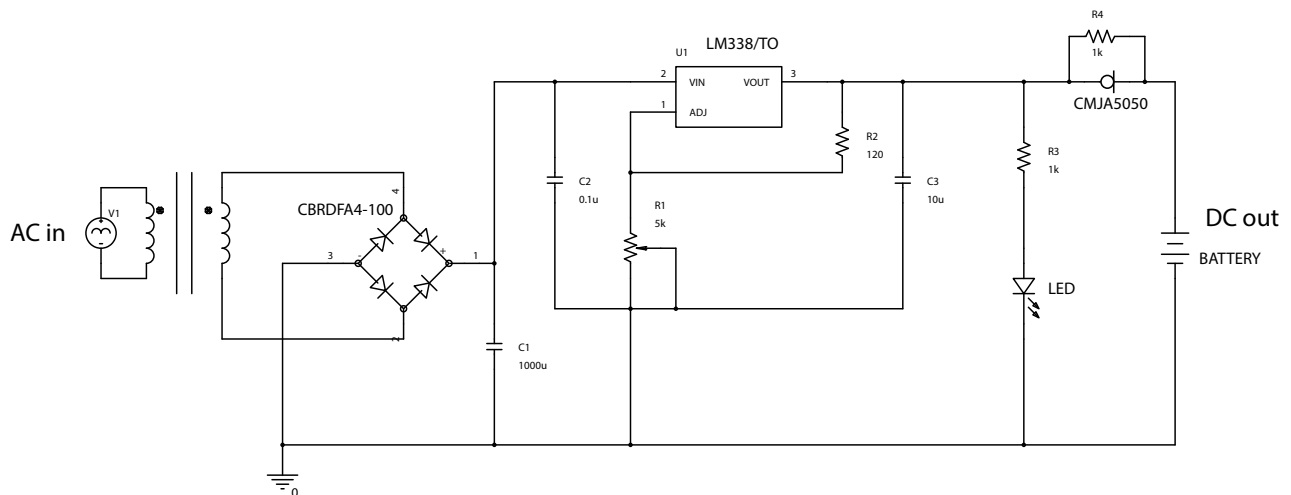 AC in
V1
CBRDFA4-100
4
3
-
+
1
2
C1
1000u
0
C2
0.1u
U1
LM338/TO
2
VIN
VOUT
3
1
ADJ
R1
5k
R2
120
C3
10u
R3
1k
LED
R4
1k
CMJA5050
DC out
BATTERY